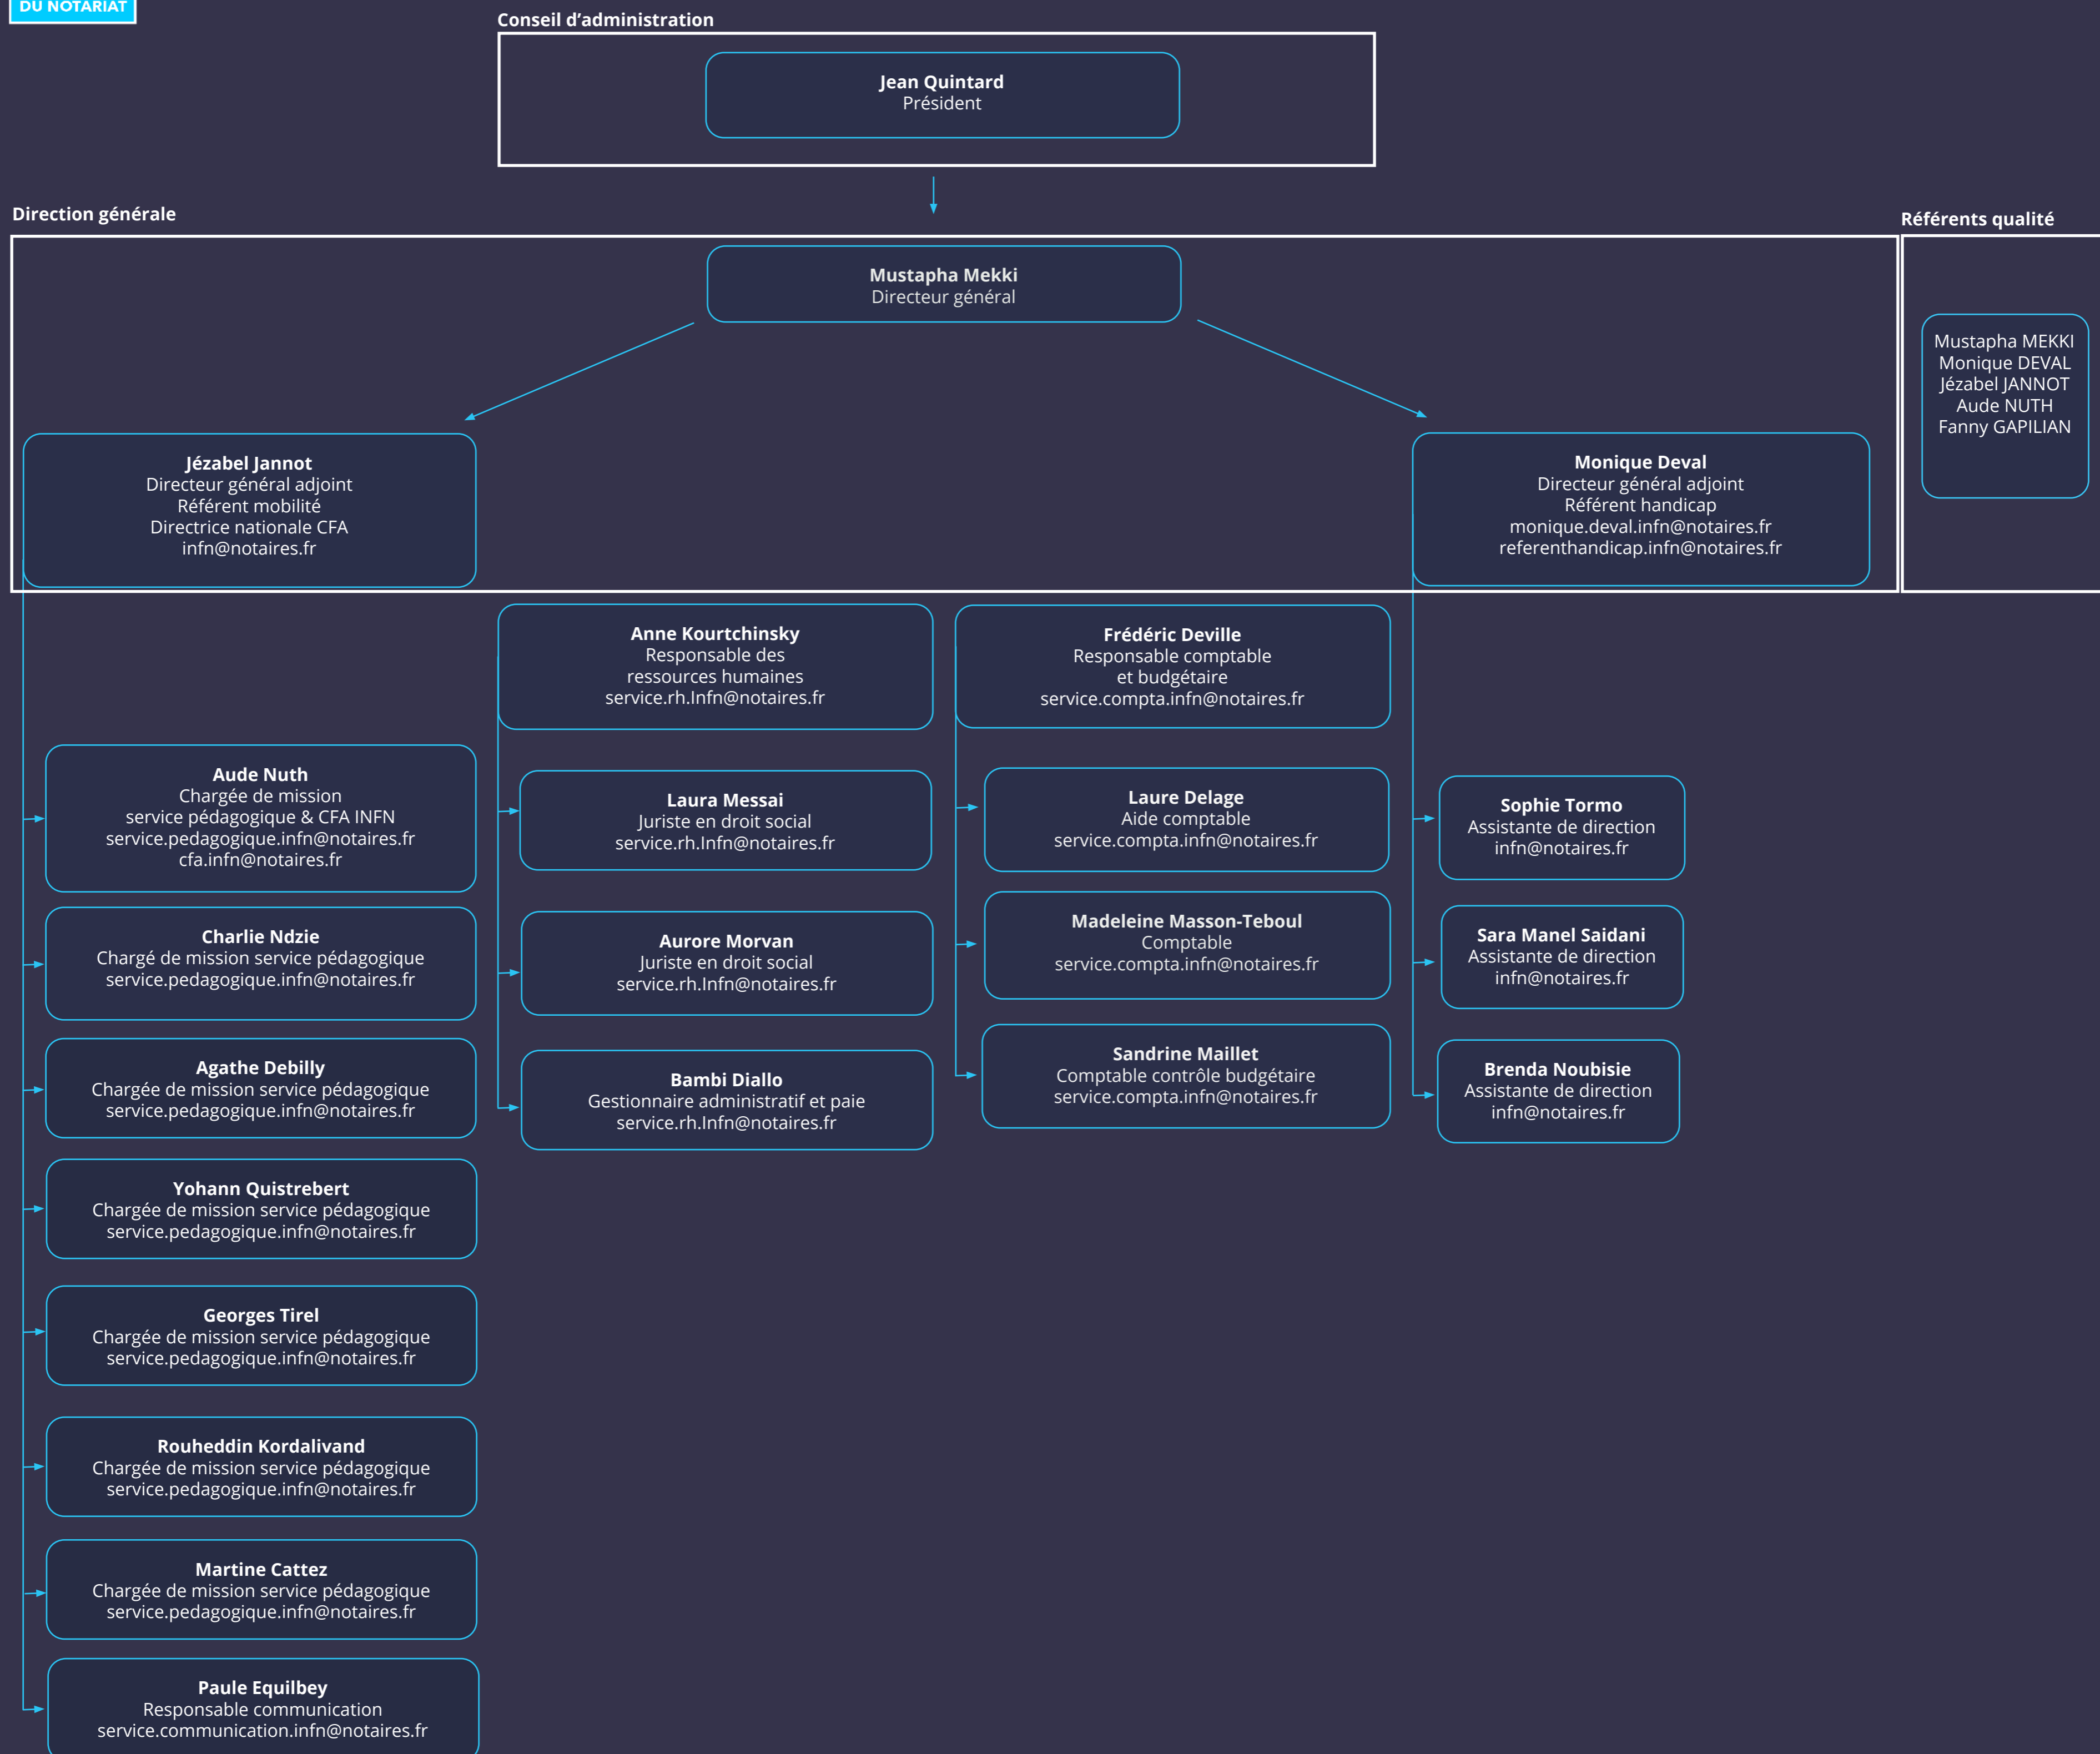 DU NOTARIAT
Conseil d’administration
Jean Quintard
Président
Direction générale
Référents qualité
Mustapha Mekki
Directeur général
Mustapha MEKKI
Monique DEVAL
Jézabel JANNOT
Aude NUTH
Fanny GAPILIAN
Jézabel Jannot
Directeur général adjoint
Référent mobilité
Directrice nationale CFA
infn@notaires.fr
Monique Deval
Directeur général adjoint
Référent handicap
monique.deval.infn@notaires.fr
referenthandicap.infn@notaires.fr
Anne Kourtchinsky
Responsable des
ressources humaines
service.rh.Infn@notaires.fr
Frédéric Deville
Responsable comptable
et budgétaire
service.compta.infn@notaires.fr
Aude Nuth
Chargée de mission
service pédagogique & CFA INFN
service.pedagogique.infn@notaires.fr
cfa.infn@notaires.fr
Charlie Ndzie
Chargé de mission service pédagogique
service.pedagogique.infn@notaires.fr
Agathe Debilly
Chargée de mission service pédagogique
service.pedagogique.infn@notaires.fr
Yohann Quistrebert
Chargée de mission service pédagogique
service.pedagogique.infn@notaires.fr
Georges Tirel
Chargée de mission service pédagogique
service.pedagogique.infn@notaires.fr
Rouheddin Kordalivand
Chargée de mission service pédagogique
service.pedagogique.infn@notaires.fr
Martine Cattez
Chargée de mission service pédagogique
service.pedagogique.infn@notaires.fr
Paule Equilbey
Responsable communication
service.communication.infn@notaires.fr
Laura Messai
Juriste en droit social
service.rh.Infn@notaires.fr
Aurore Morvan
Juriste en droit social
service.rh.Infn@notaires.fr
Bambi Diallo
Gestionnaire administratif et paie
service.rh.Infn@notaires.fr
Laure Delage
Aide comptable
service.compta.infn@notaires.fr
Madeleine Masson-Teboul
Comptable
service.compta.infn@notaires.fr
Sandrine Maillet
Comptable contrôle budgétaire
service.compta.infn@notaires.fr
Sophie Tormo
Assistante de direction
infn@notaires.fr
Sara Manel Saidani
Assistante de direction
infn@notaires.fr
Brenda Noubisie
Assistante de direction
infn@notaires.fr